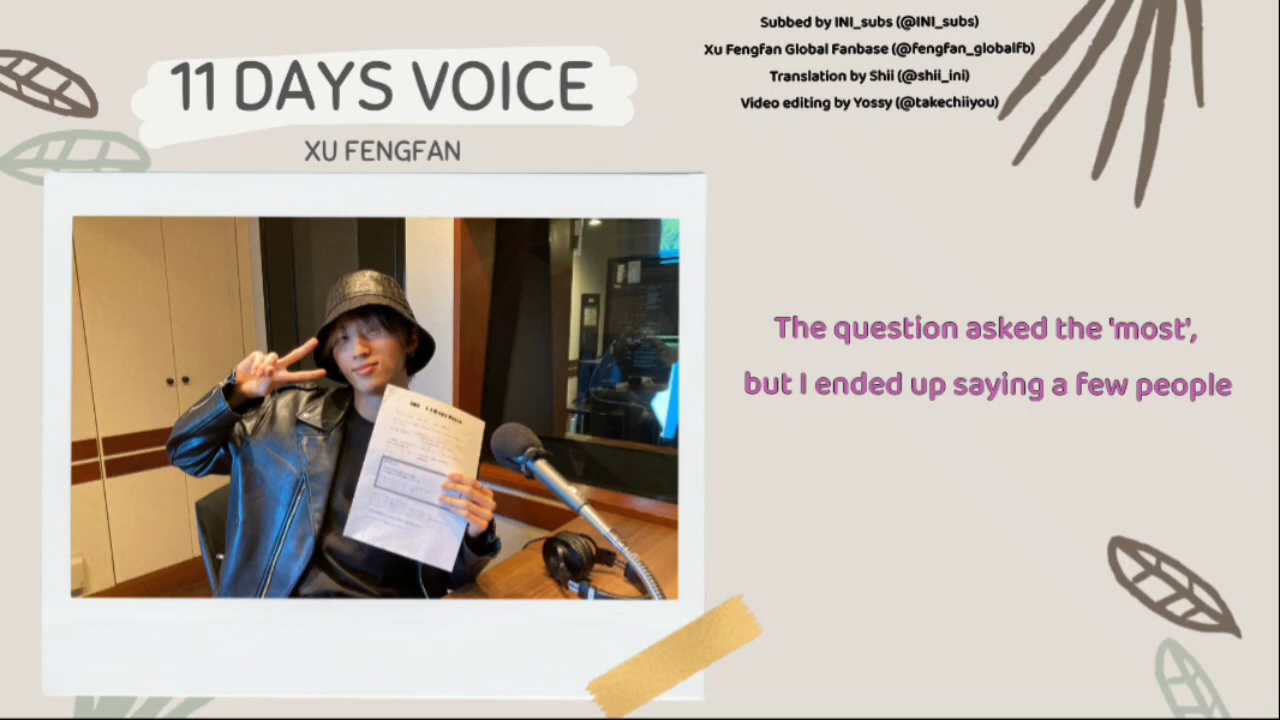 11 DAYS VOICE
XU FENGFAN
Subbed by INI_subs (@INI_subs)
Xu Fengfan Global Fanbase (@fengfan_globalfb)
Translation by Shii (@shii_ini)
Video editing by Yossy (@takechiiyou)
The question asked the 'most',
but I ended up saying a few people